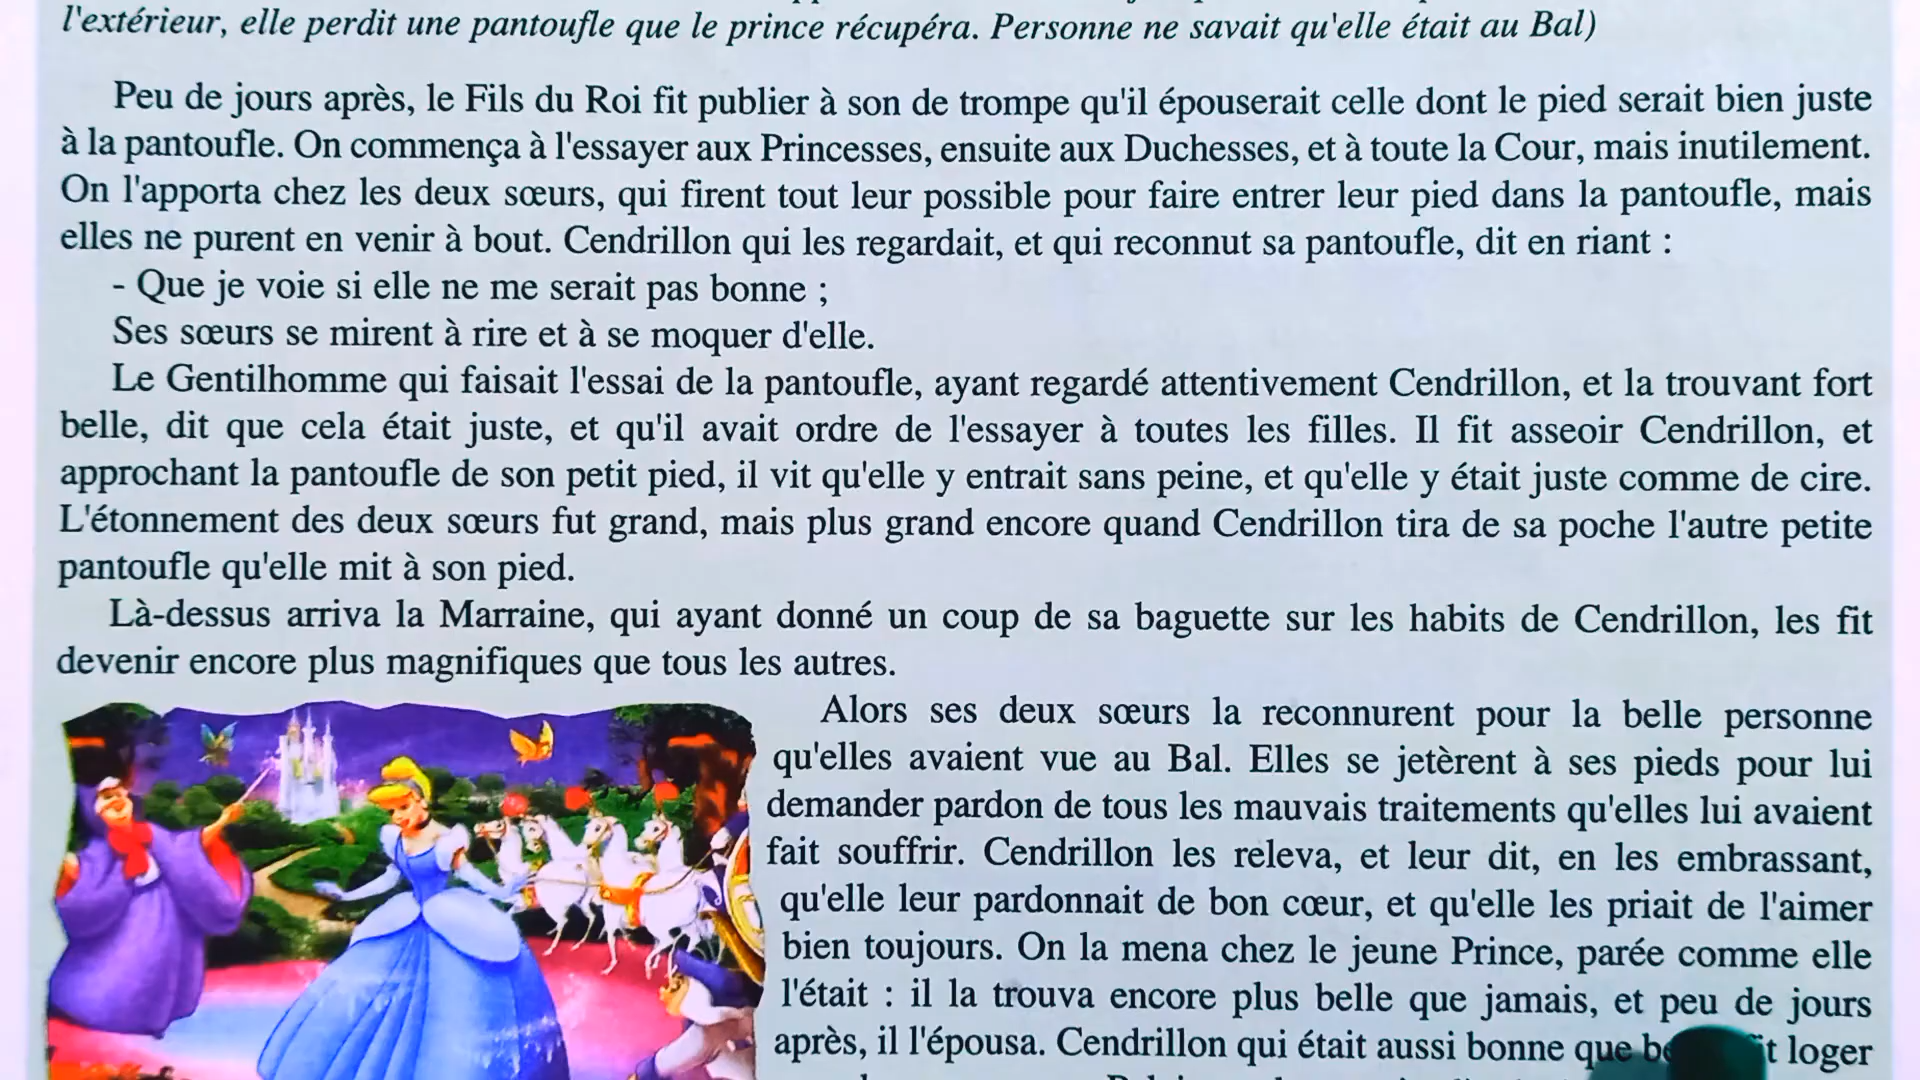 l'extérieur, elle perdit une pantoufle que le prince récupéra. Personne ne savait qu'elle était au Bal)
Peu de jours après, le Fils du Roi fit publier à son de trompe qu'il épouserait celle dont le pied serait bien juste
à la pantoufle. On commença à l'essayer aux Princesses, ensuite aux Duchesses, et à toute la Cour, mais inutilement.
On l'apporta chez les deux sœurs, qui firent tout leur possible pour faire entrer leur pied dans la pantoufle, mais
elles ne purent en venir à bout. Cendrillon qui les regardait, et qui reconnut sa pantoufle, dit en riant :
- Que je voie si elle ne me serait pas bonne ;
Ses sœurs se mirent à rire et à se moquer d'elle.
Le Gentilhomme qui faisait l'essai de la pantoufle, ayant regardé attentivement Cendrillon, et la trouvant fort
belle, dit que cela était juste, et qu'il avait ordre de l'essayer à toutes les filles. Il fit asseoir Cendrillon, et
approchant la pantoufle de son petit pied, il vit qu'elle y entrait sans peine, et qu'elle y était juste comme de cire.
L'étonnement des deux sœurs fut grand, mais plus grand encore quand Cendrillon tira de sa poche l'autre petite
pantoufle qu'elle mit à son pied.
Là-dessus arriva la Marraine, qui ayant donné un coup de sa baguette sur les habits de Cendrillon, les fit
devenir encore plus magnifiques que tous les autres.
Alors ses deux sœurs la reconnurent pour la belle personne
qu'elles avaient vue au Bal. Elles se jetèrent à ses pieds pour lui
demander pardon de tous les mauvais traitements qu'elles lui avaient
fait souffrir. Cendrillon les releva, et leur dit, en les embrassant,
qu'elle leur pardonnait de bon cœur, et qu'elle les priait de l'aimer
bien toujours. On la mena chez le jeune Prince, parée comme elle
l'était : il la trouva encore plus belle que jamais, et peu de jours
après, il l'épousa. Cendrillon qui était aussi bonne que loger